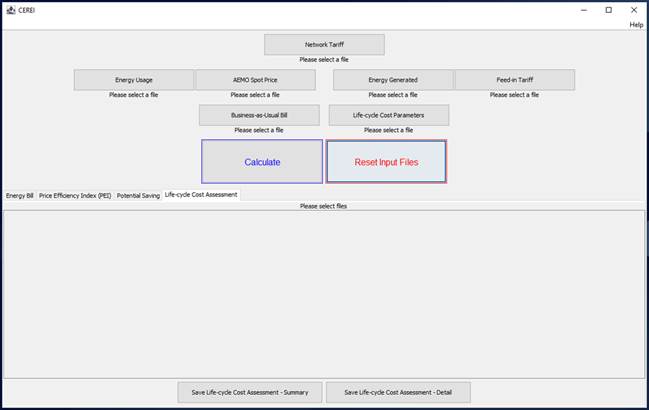 CEREI
Help
Network Tariff
Please select a file
Energy Usage AEMO Spot Price Energy Generated Feed-in Tariff
Please select a file Please select a file Please select a file Please select a file
Business-as-Usual Bill Life-cycle Cost Parameters
Please select a file Please select a file
Calculate Reset Input Files
Energy Bill Price Efficiency Index (PEI) Potential Saving Life-cycle Cost Assessment
Please select files
Save Life-cycle Cost Assessment - Summary Save Life-cycle Cost Assessment - Detail